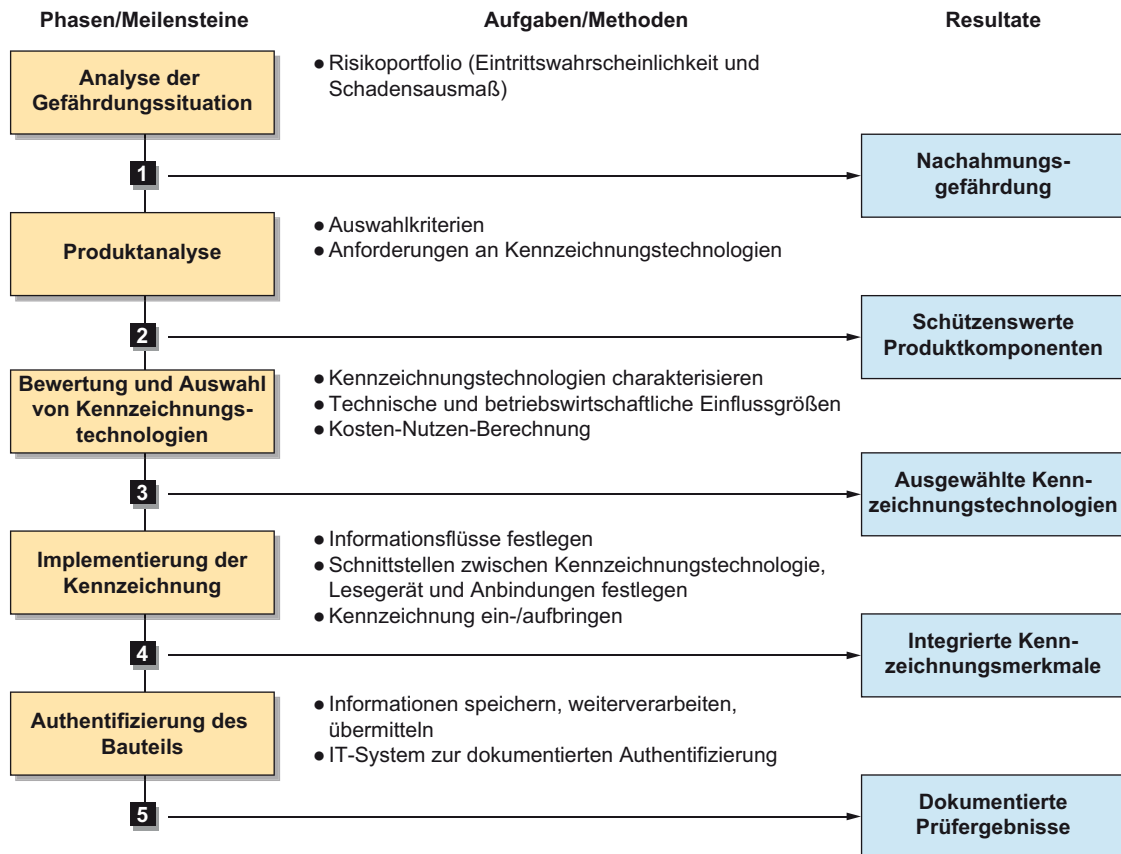 Phasen/Meilensteine
Aufgaben/Methoden
Resultate
Analyse der
Gefährdungssituation
● Risikoportfolio (Eintrittswahrscheinlichkeit und
Schadensausmaß)
1
Nachahmungs-
gefährdung
Produktanalyse
● Auswahlkriterien
● Anforderungen an Kennzeichnungstechnologien
2
Schützenswerte
Produktkomponenten
Bewertung und Auswahl
von Kennzeichnungs-
technologien
● Kennzeichnungstechnologien charakterisieren
● Technische und betriebswirtschaftliche Einflussgrößen
● Kosten-Nutzen-Berechnung
3
Ausgewählte Kenn-
zeichnungstechnologien
Implementierung der
Kennzeichnung
● Informationsflüsse festlegen
● Schnittstellen zwischen Kennzeichnungstechnologie,
Lesegerät und Anbindungen festlegen
● Kennzeichnung ein-/aufbringen
4
Integrierte Kenn-
zeichnungsmerkmale
Authentifizierung des
Bauteils
● Informationen speichern, weiterverarbeiten,
übermitteln
● IT-System zur dokumentierten Authentifizierung
5
Dokumentierte
Prüfergebnisse